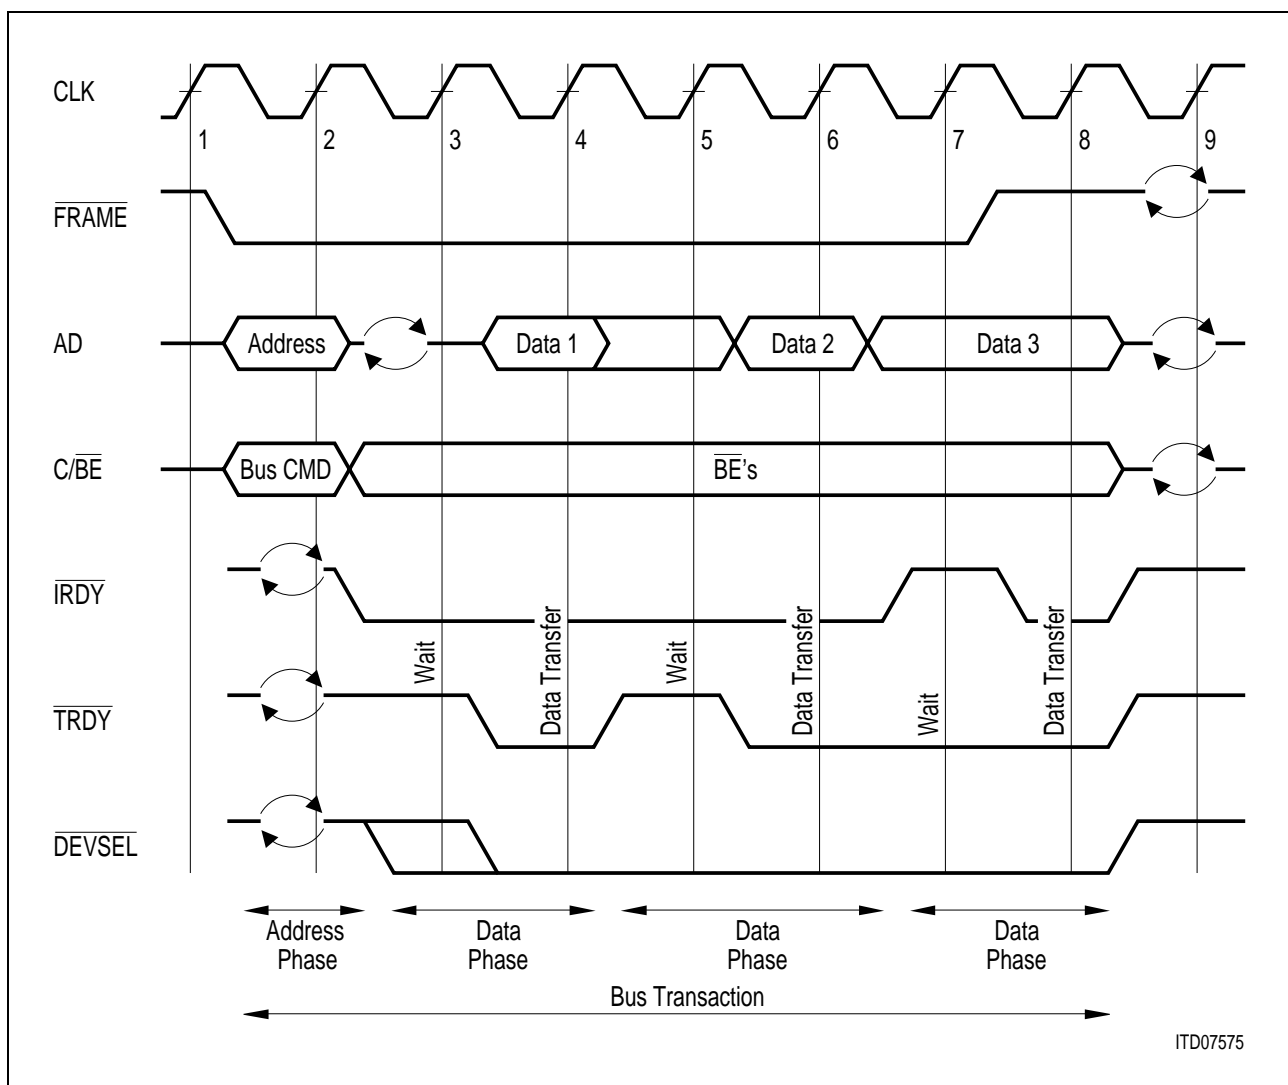 CLK
1 2 3 4 5 6 7 8 9
FRAME
AD
Address
Data 1
Data 2
Data 3
C/BE
Bus CMD
BE's
IRDY
Wait
Data Transfer
Wait
Data Transfer
Wait
Data Transfer
TRDY
DEVSEL
Address
Phase
Data
Phase
Data
Phase
Data
Phase
Bus Transaction
ITD07575